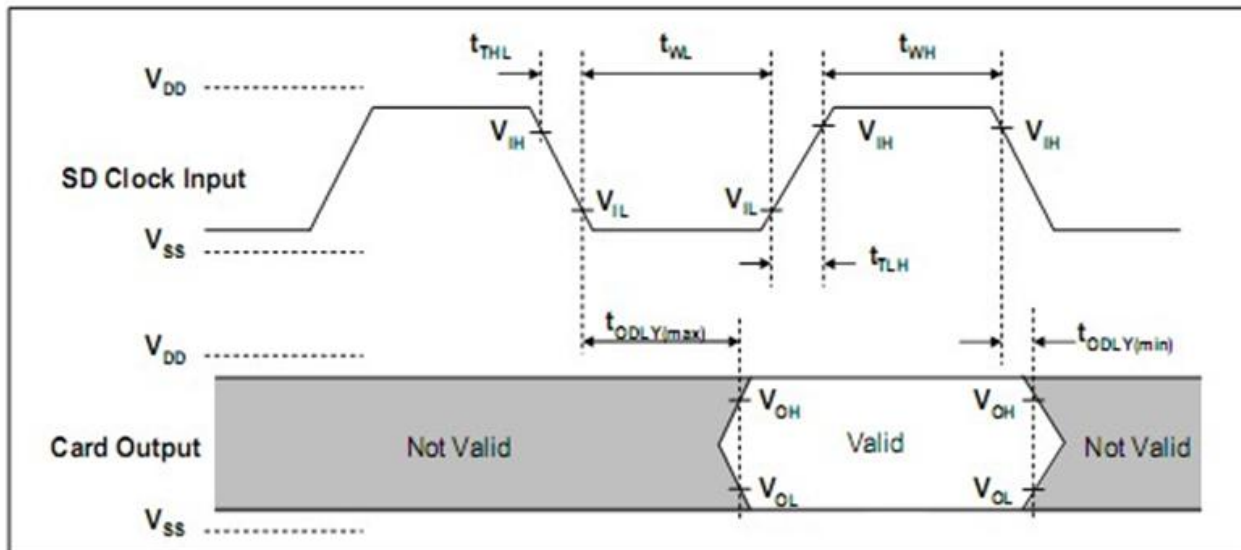 tTHL tWL tWH
VDD
VIH VIH VIH
SD Clock Input
VIL VIL
VSS
tTLH
tODLY(max) tODLY(min)
VDD
VOH VOH
Card Output Not Valid Valid Not Valid
VOL VOL
VSS